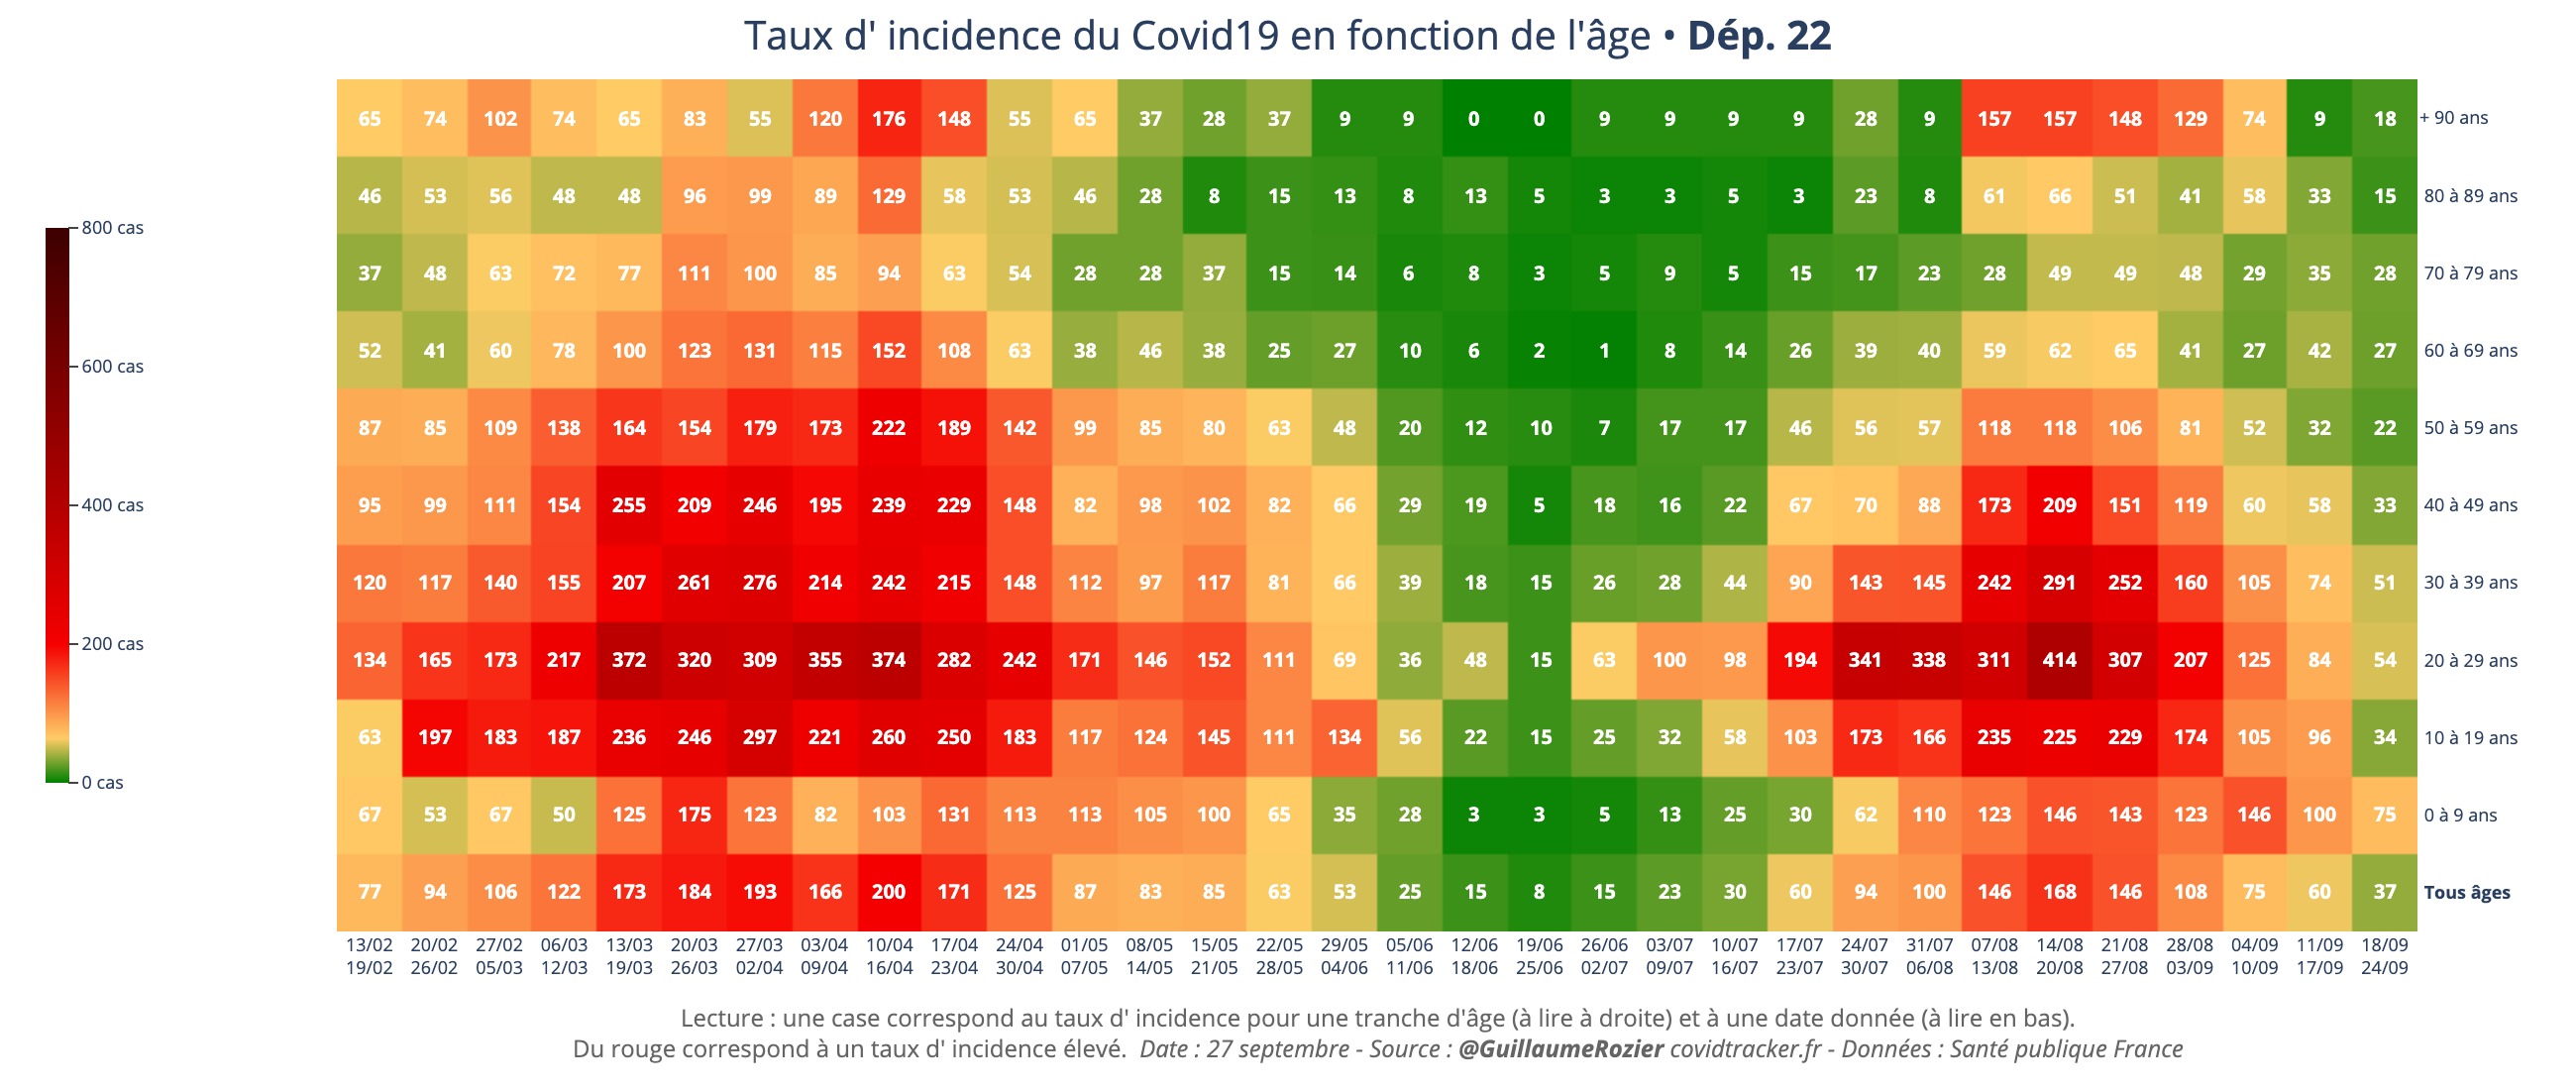 Taux d' incidence du Covid19 en fonction de l'âge • Dép. 22
65 74 102 74 65 83 55 120 176 148 55 65 37 28 37 9 9 0 0 9 9 9 9 28 9 157 157 148 129 74 9 18 + 90 ans
46 53 56 48 48 96 99 89 129 58 53 46 28 8 15 13 8 13 5 3 3 5 3 23 8 61 66 51 41 58 33 15 80 à 89 ans
800 cas
37 48 63 72 77 111 100 85 94 63 54 28 28 37 15 14 6 8 3 5 9 5 15 17 23 28 49 49 48 29 35 28 70 à 79 ans
52 41 60 78 100 123 131 115 152 108 63 38 46 38 25 27 10 6 2 1 8 14 26 39 40 59 62 65 41 27 42 27 60 à 69 ans
600 cas
87 85 109 138 164 154 179 173 222 189 142 99 85 80 63 48 20 12 10 7 17 17 46 56 57 118 118 106 81 52 32 22 50 à 59 ans
400 cas
95 99 111 154 255 209 246 195 239 229 148 82 98 102 82 66 29 19 5 18 16 22 67 70 88 173 209 151 119 60 58 33 40 à 49 ans
120 117 140 155 207 261 276 214 242 215 148 112 97 117 81 66 39 18 15 26 28 44 90 143 145 242 291 252 160 105 74 51 30 à 39 ans
200 cas
134 165 173 217 372 320 309 355 374 282 242 171 146 152 111 69 36 48 15 63 100 98 194 341 338 311 414 307 207 125 84 54 20 à 29 ans
63 197 183 187 236 246 297 221 260 250 183 117 124 145 111 134 56 22 15 25 32 58 103 173 166 235 225 229 174 105 96 34 10 à 19 ans
0 cas
67 53 67 50 125 175 123 82 103 131 113 113 105 100 65 35 28 3 3 5 13 25 30 62 110 123 146 143 123 146 100 75 0 à 9 ans
77 94 106 122 173 184 193 166 200 171 125 87 83 85 63 53 25 15 8 15 23 30 60 94 100 146 168 146 108 75 60 37 Tous âges
13/02 20/02 27/02 06/03 13/03 20/03 27/03 03/04 10/04 17/04 24/04 01/05 08/05 15/05 22/05 29/05 05/06 12/06 19/06 26/06 03/07 10/07 17/07 24/07 31/07 07/08 14/08 21/08 28/08 04/09 11/09 18/09
19/02 26/02 05/03 12/03 19/03 26/03 02/04 09/04 16/04 23/04 30/04 07/05 14/05 21/05 28/05 04/06 11/06 18/06 25/06 02/07 09/07 16/07 23/07 30/07 06/08 13/08 20/08 27/08 03/09 10/09 17/09 24/09
Lecture : une case correspond au taux d' incidence pour une tranche d'âge (à lire à droite) et à une date donnée (à lire en bas).
Du rouge correspond à un taux d' incidence élevé. Date : 27 septembre - Source : @GuillaumeRozier covidtracker.fr - Données : Santé publique France